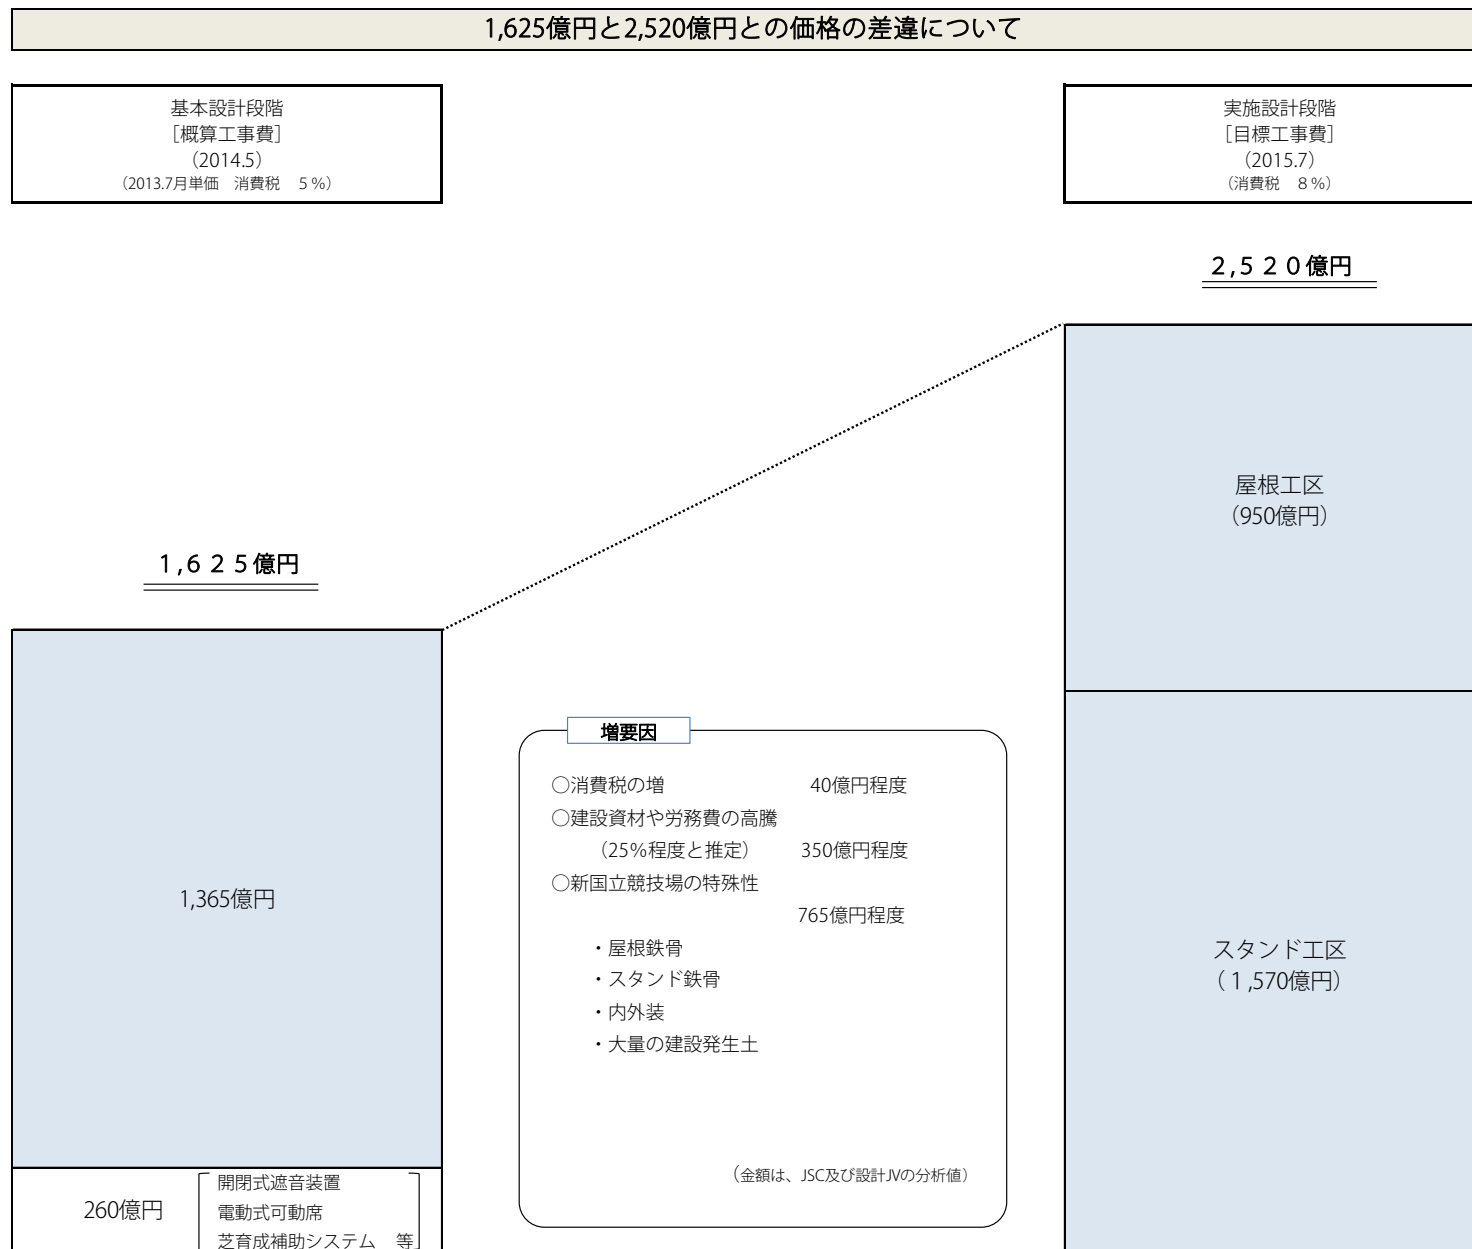 1,625億円と2,520億円との価格の差違について
基本設計段階
［概算工事費］
（2014.5）
（2013.7月単価　消費税　５%）
実施設計段階
［目標工事費］
（2015.7）
（消費税　８%）
２,５２０億円
屋根工区
（950億円）
１,６２５億円
増要因
○消費税の増　40億円程度
○建設資材や労務費の高騰
（25%程度と推定）　350億円程度
○新国立競技場の特殊性
765億円程度
・屋根鉄骨
・スタンド鉄骨
・内外装
・大量の建設発生土
（金額は、JSC及び設計JVの分析値）
1,365億円
スタンド工区
（１,570億円）
260億円
開閉式遮音装置
電動式可動席
芝育成補助システム　等